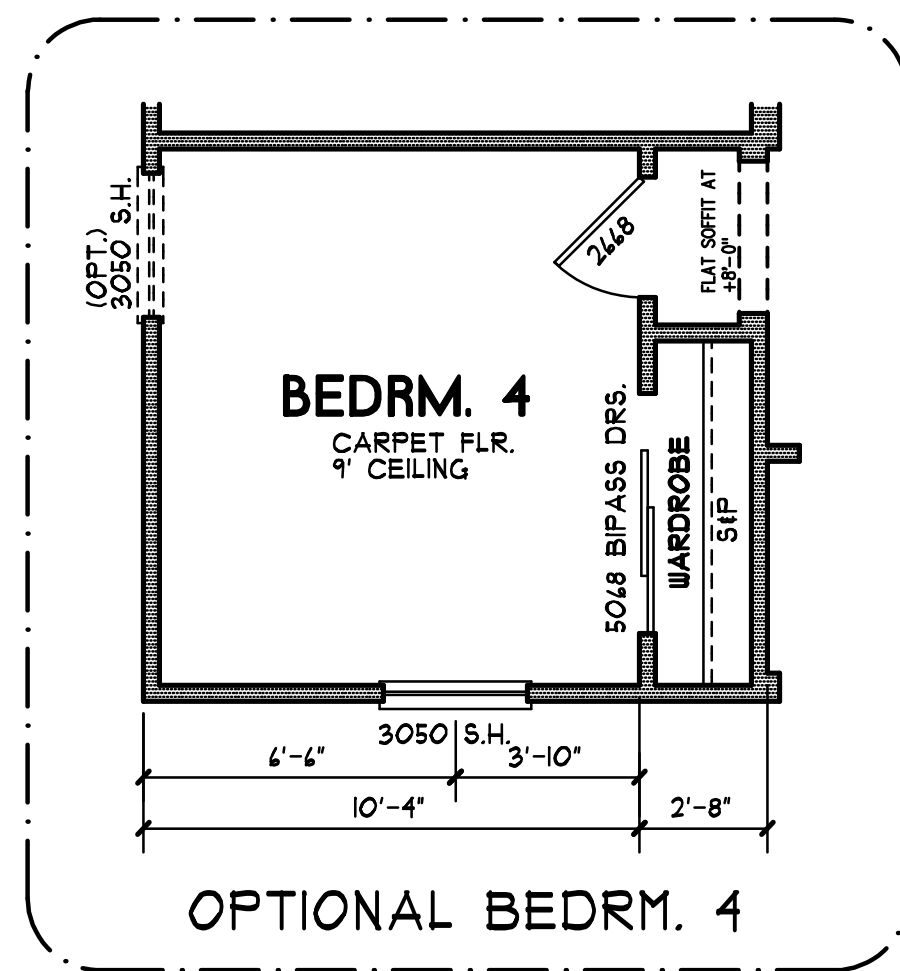 (OPT.)
3050 S.H.
2668
FLAT SOFFIT AT
+8'-0"
BEDRM. 4
CARPET FLR.
9' CEILING
5068 BIPASS DRS.
WARDROBE
S&P
3050 S.H.
6'-6"
3'-10"
10'-4"
2'-8"
OPTIONAL BEDRM. 4